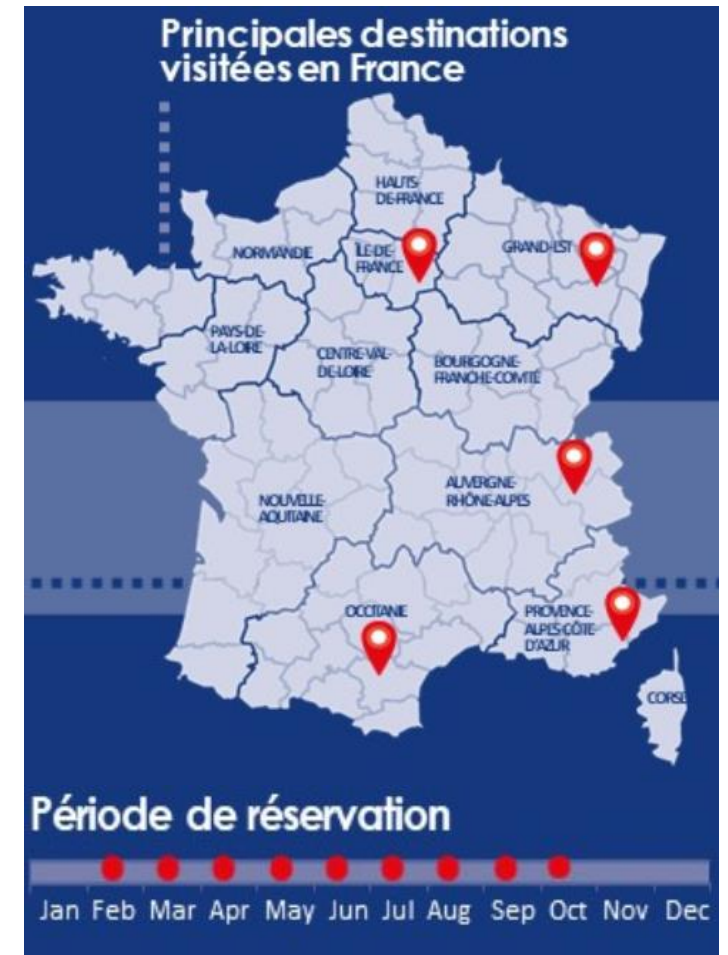 Principales destinations
visitées en France
HAUTS-
DE-FRANCE
NORMANDIE
ÎLE-DE-
FRANCE
GRAND-EST
PAYS-DE-
LA-LOIRE
CENTRE-VAL-
DE-LOIRE
BOURGOGNE-
FRANCHE-COMTÉ
NOUVELLE-
AQUITAINE
AUVERGNE-
RHÔNE-ALPES
OCCITANIE
PROVENCE-
ALPES-CÔTE-
D'AZUR
CORSE
Période de réservation
Jan Feb Mar Apr May Jun Jul Aug Sep Oct Nov Dec